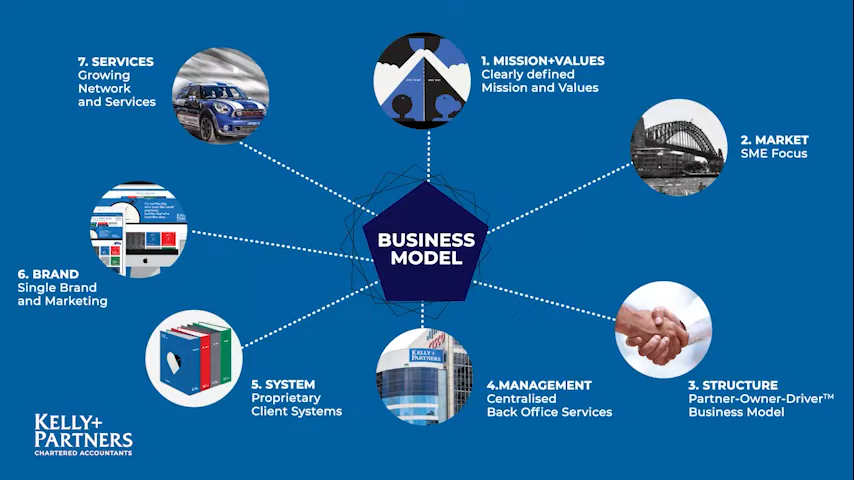 7. SERVICES
Growing
Network
and Services
1. MISSION+VALUES
Clearly defined
Mission and Values
2. MARKET
SME Focus
BUSINESS
MODEL
6. BRAND
Single Brand
and Marketing
5. SYSTEM
Proprietary
Client Systems
KELLY+
PARTNERS
4.MANAGEMENT
Centralised
Back Office Services
3. STRUCTURE
Partner-Owner-Driver™
Business Model
KELLY+
PARTNERS
CHARTERED ACCOUNTANTS